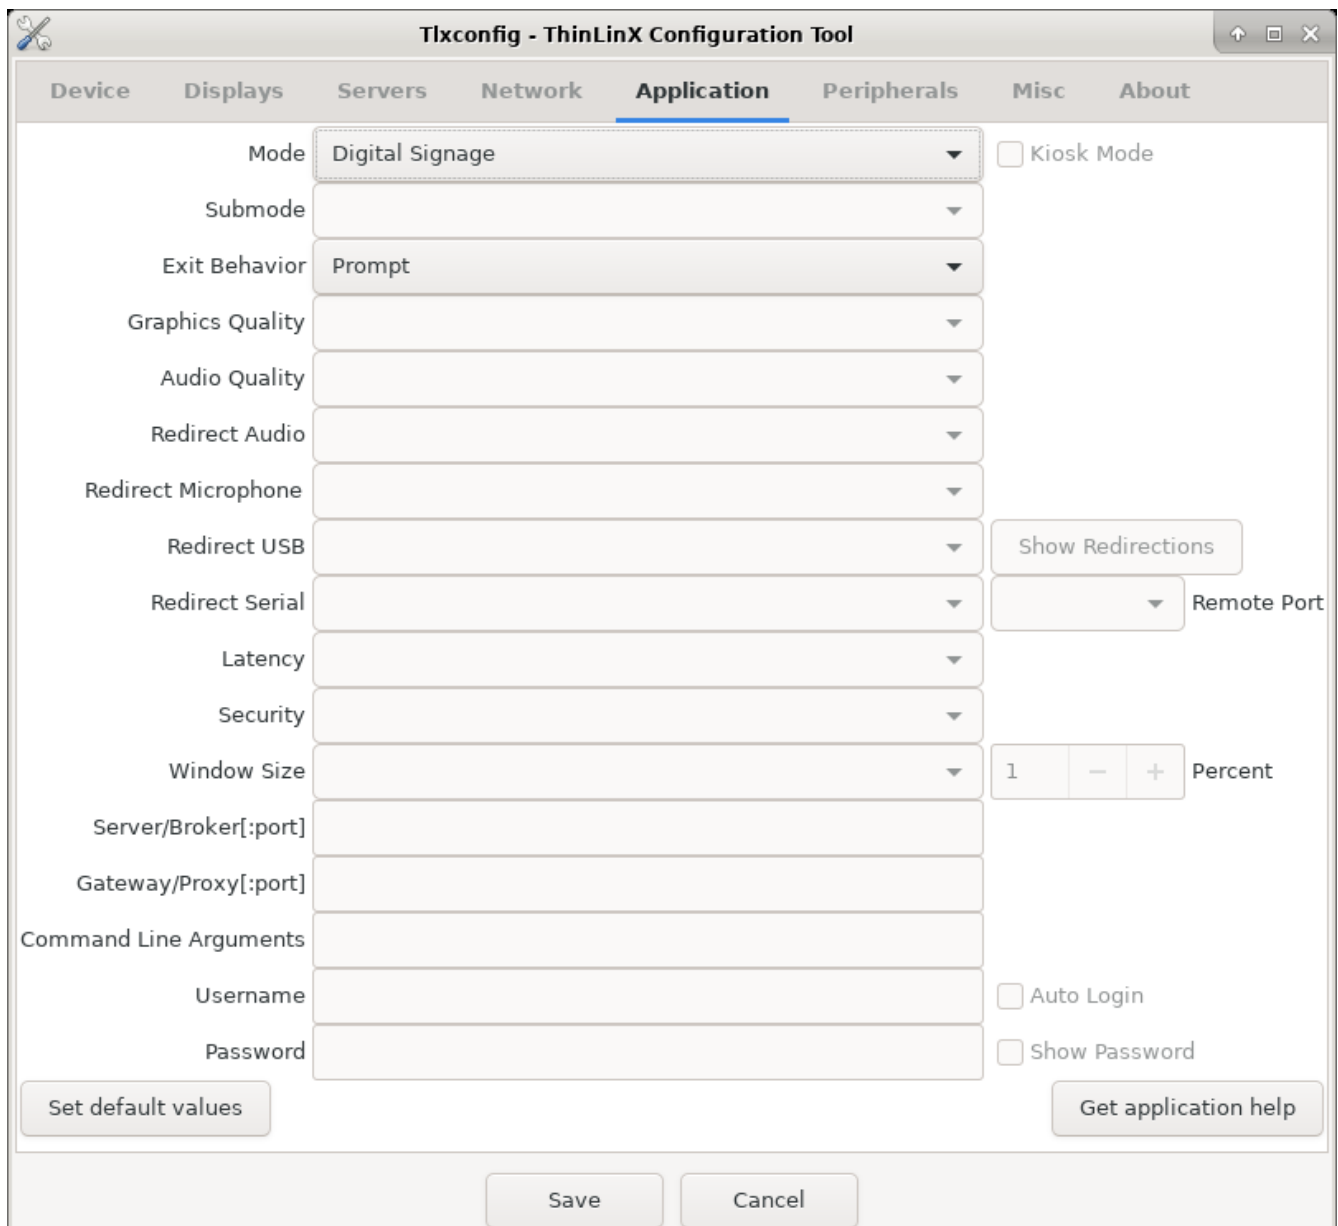 Tlxconfig - ThinLinX Configuration Tool
Device Displays Servers Network Application Peripherals Misc About
Mode Digital Signage Kiosk Mode
Submode
Exit Behavior Prompt
Graphics Quality
Audio Quality
Redirect Audio
Redirect Microphone
Redirect USB Show Redirections
Redirect Serial Remote Port
Latency
Security
Window Size 1 − + Percent
Server/Broker[:port]
Gateway/Proxy[:port]
Command Line Arguments
Username Auto Login
Password Show Password
Set default values Get application help
Save Cancel